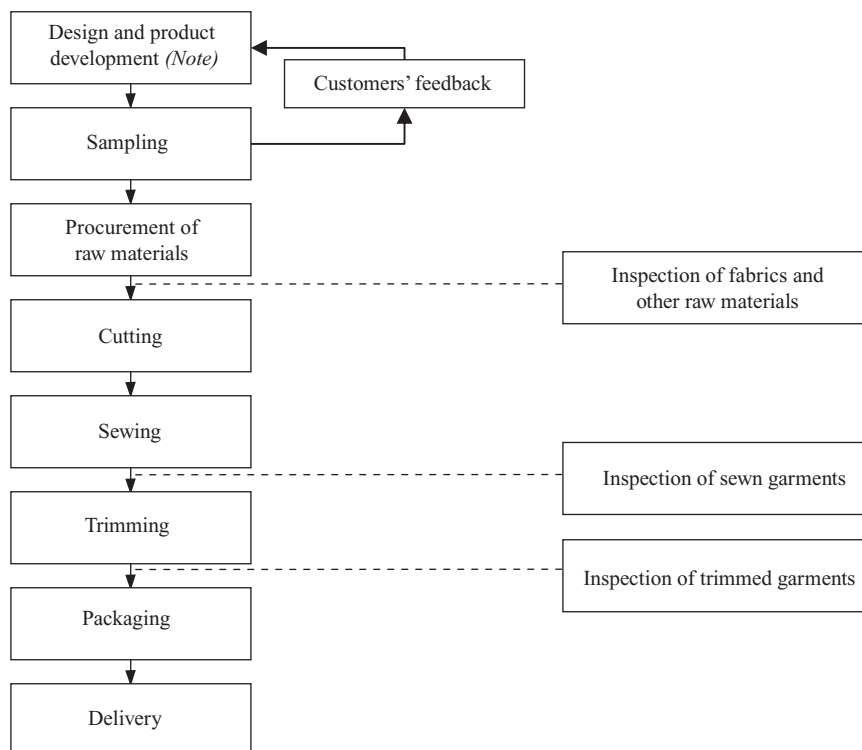 Design and product
development (Note)
Customers’ feedback
Sampling
Procurement of
raw materials
Inspection of fabrics and
other raw materials
Cutting
Sewing
Inspection of sewn garments
Trimming
Inspection of trimmed garments
Packaging
Delivery